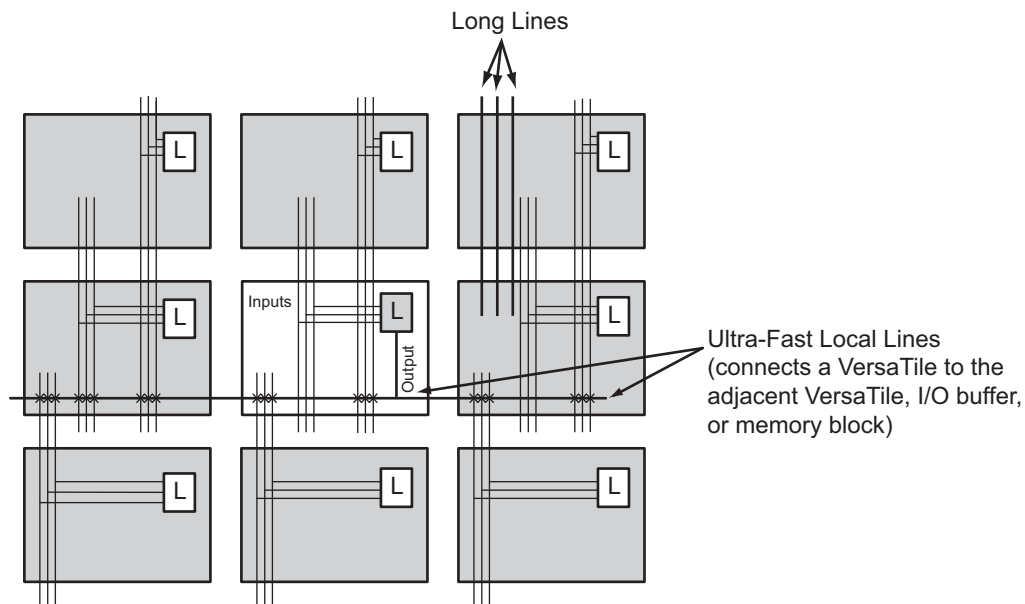 Long Lines
L
L
L
L
Inputs
L
L
Output
Ultra-Fast Local Lines
(connects a VersaTile to the
adjacent VersaTile, I/O buffer,
or memory block)
L
L
L